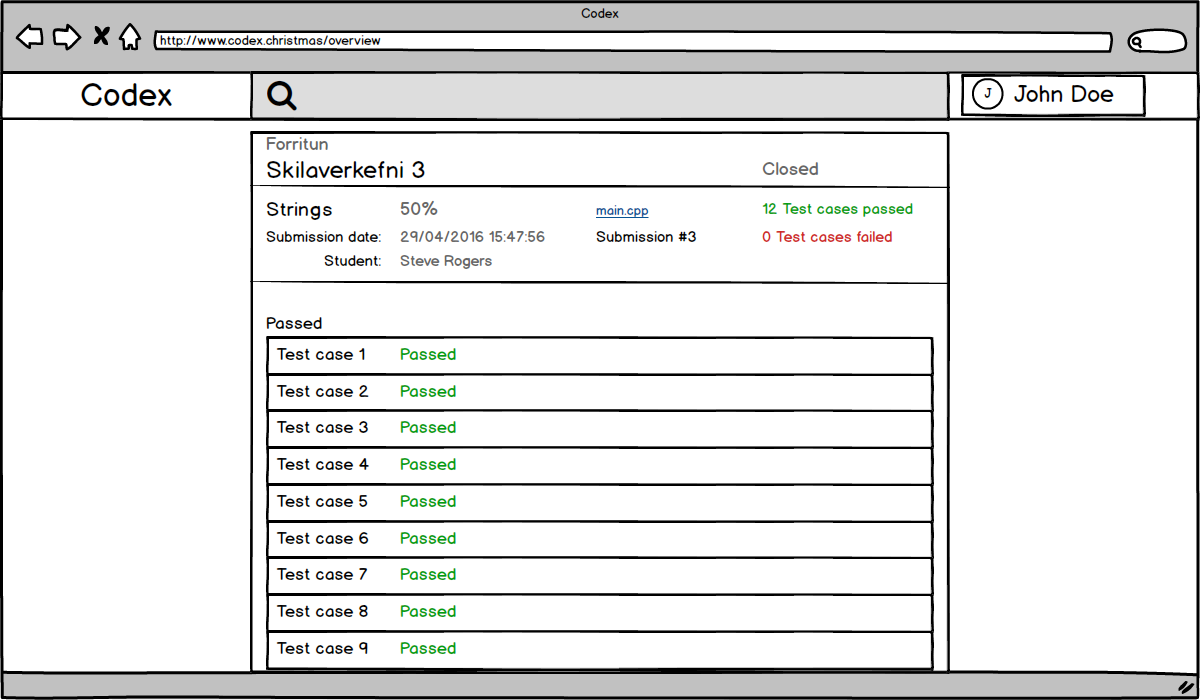 Codex
http://www.codex.christmas/overview
Codex
J John Doe
Forritun
Skilaverkefni 3 Closed
Strings 50% main.cpp 12 Test cases passed
Submission date: 29/04/2016 15:47:56 Submission #3 0 Test cases failed
Student: Steve Rogers
Passed
Test case 1 Passed
Test case 2 Passed
Test case 3 Passed
Test case 4 Passed
Test case 5 Passed
Test case 6 Passed
Test case 7 Passed
Test case 8 Passed
Test case 9 Passed